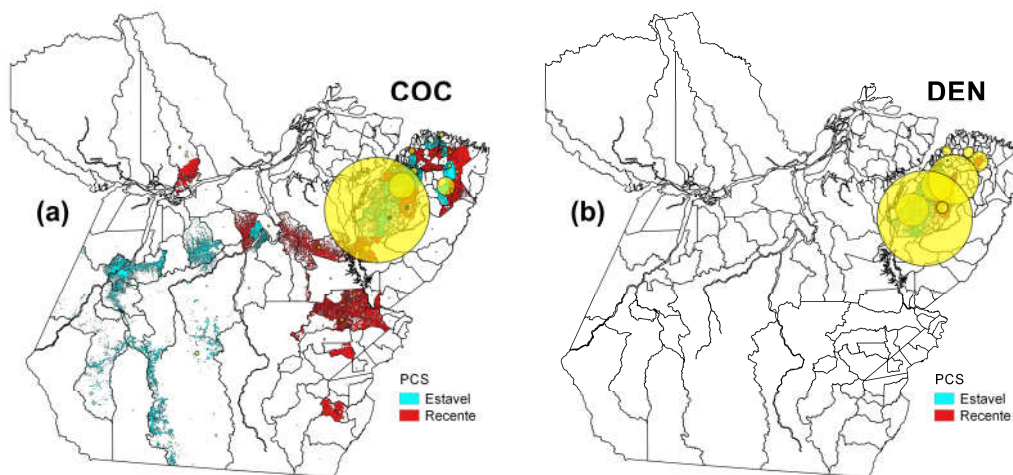 COC
(a)
PCS
Estavel
Recente
DEN
(b)
PCS
Estavel
Recente